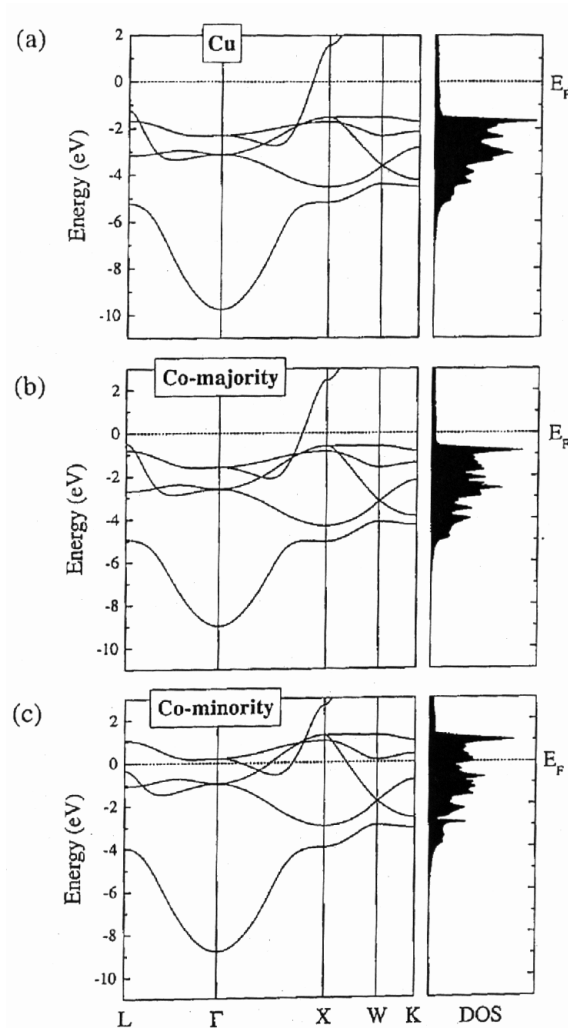 (a)
Cu
2
0
-2
-4
-6
-8
-10
Energy (eV)
E_F
(b)
Co-majority
2
0
-2
-4
-6
-8
-10
Energy (eV)
E_F
(c)
Co-minority
2
0
-2
-4
-6
-8
-10
Energy (eV)
E_F
L Γ X W K DOS